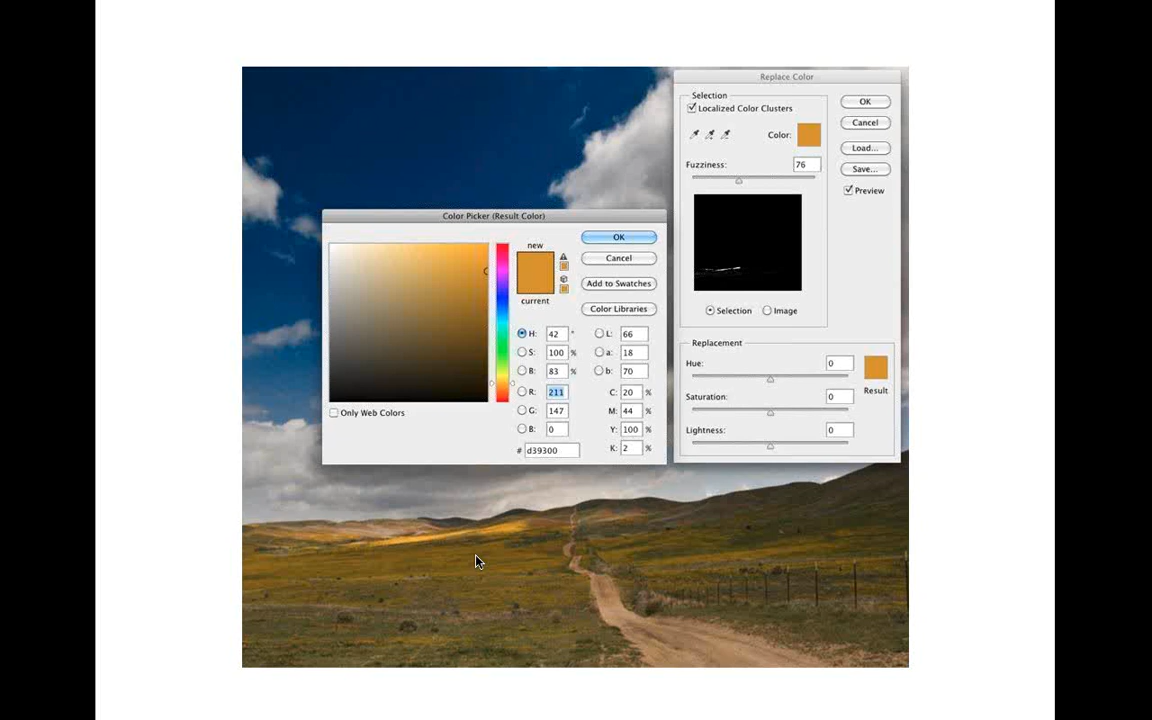 Replace Color
Selection
Localized Color Clusters
Color:
Fuzziness: 76
Selection Image
OK
Cancel
Load...
Save...
Preview
Replacement
Hue: 0
Saturation: 0
Lightness: 0
Result
Color Picker (Result Color)
new
current
OK
Cancel
Add to Swatches
Color Libraries
H: 42 ° L: 66
S: 100 % a: 18
B: 83 % b: 70
R: 211 C: 20 %
G: 147 M: 44 %
B: 0 Y: 100 %
# d39300 K: 2 %
Only Web Colors